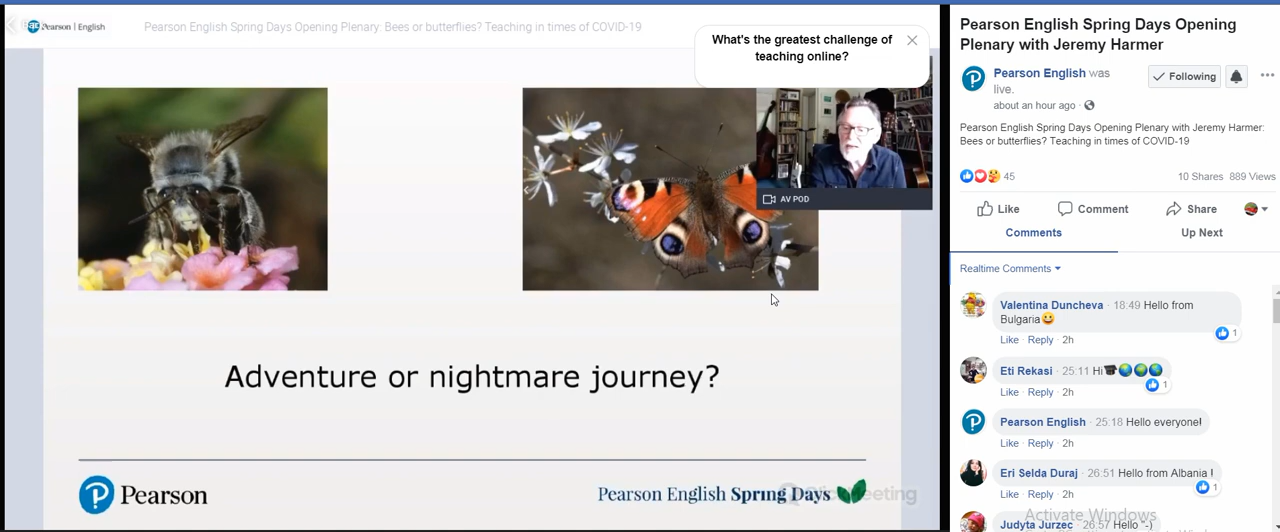 Pearson | English
Pearson English Spring Days Opening Plenary: Bees or butterflies? Teaching in times of COVID-19
What's the greatest challenge of
teaching online?
AV POD
Adventure or nightmare journey?
Pearson
Pearson English Spring Days
ClickMeeting
Pearson English Spring Days Opening
Plenary with Jeremy Harmer
Pearson English was
live.
Following
about an hour ago ·
Pearson English Spring Days Opening Plenary with Jeremy Harmer:
Bees or butterflies? Teaching in times of COVID-19
45
10 Shares 889 Views
Like Comment Share
Comments Up Next
Realtime Comments
Valentina Duncheva · 18:49 Hello from
Bulgaria😀
1
Like · Reply · 2h
Eti Rekasi · 25:11 Hi🎓🌍🌍🌎
1
Like · Reply · 2h
Pearson English · 25:18 Hello everyone!
Like · Reply · 2h
Eri Selda Duraj · 26:51 Hello from Albania !
1
Like · Reply · 2h
Judyta Jurzec · 26:57 Hello :-)
Activate Windows